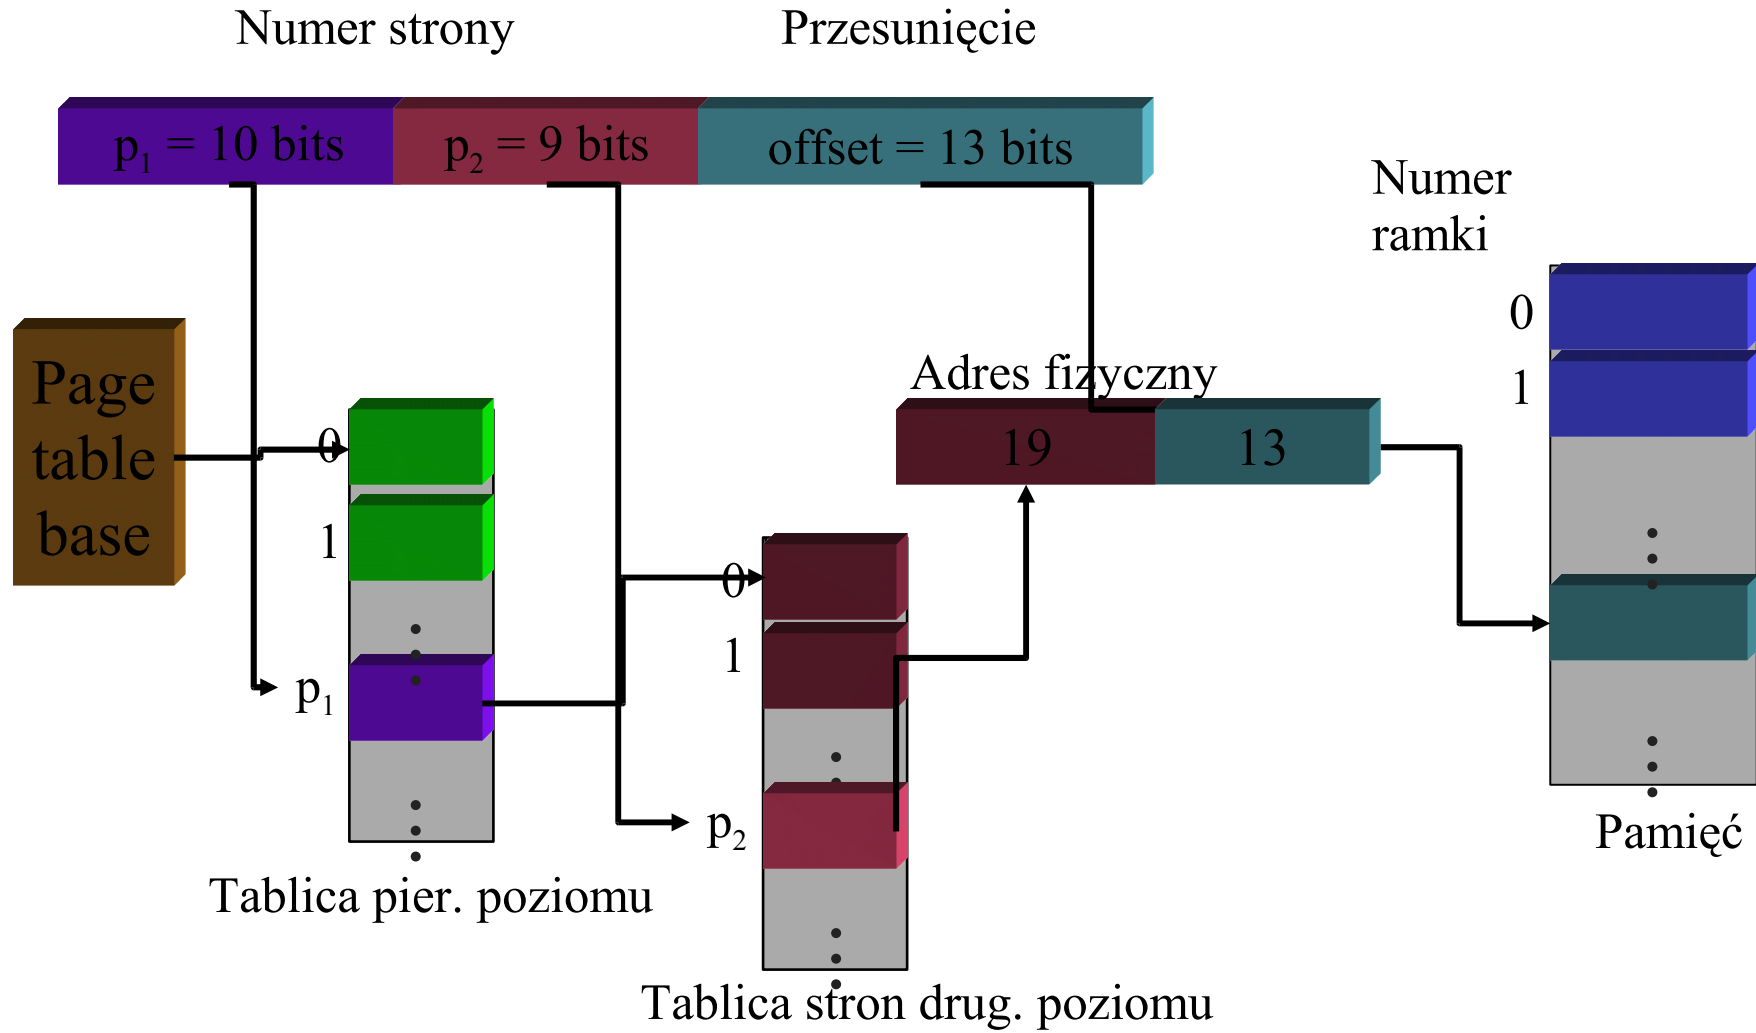 Numer strony
Przesunięcie
p1 = 10 bits
p2 = 9 bits
offset = 13 bits
Numer
ramki
0
1
Page
table
base
Adres fizyczny
19
13
0
1
p1
0
1
p2
Pamięć
Tablica pier. poziomu
Tablica stron drug. poziomu